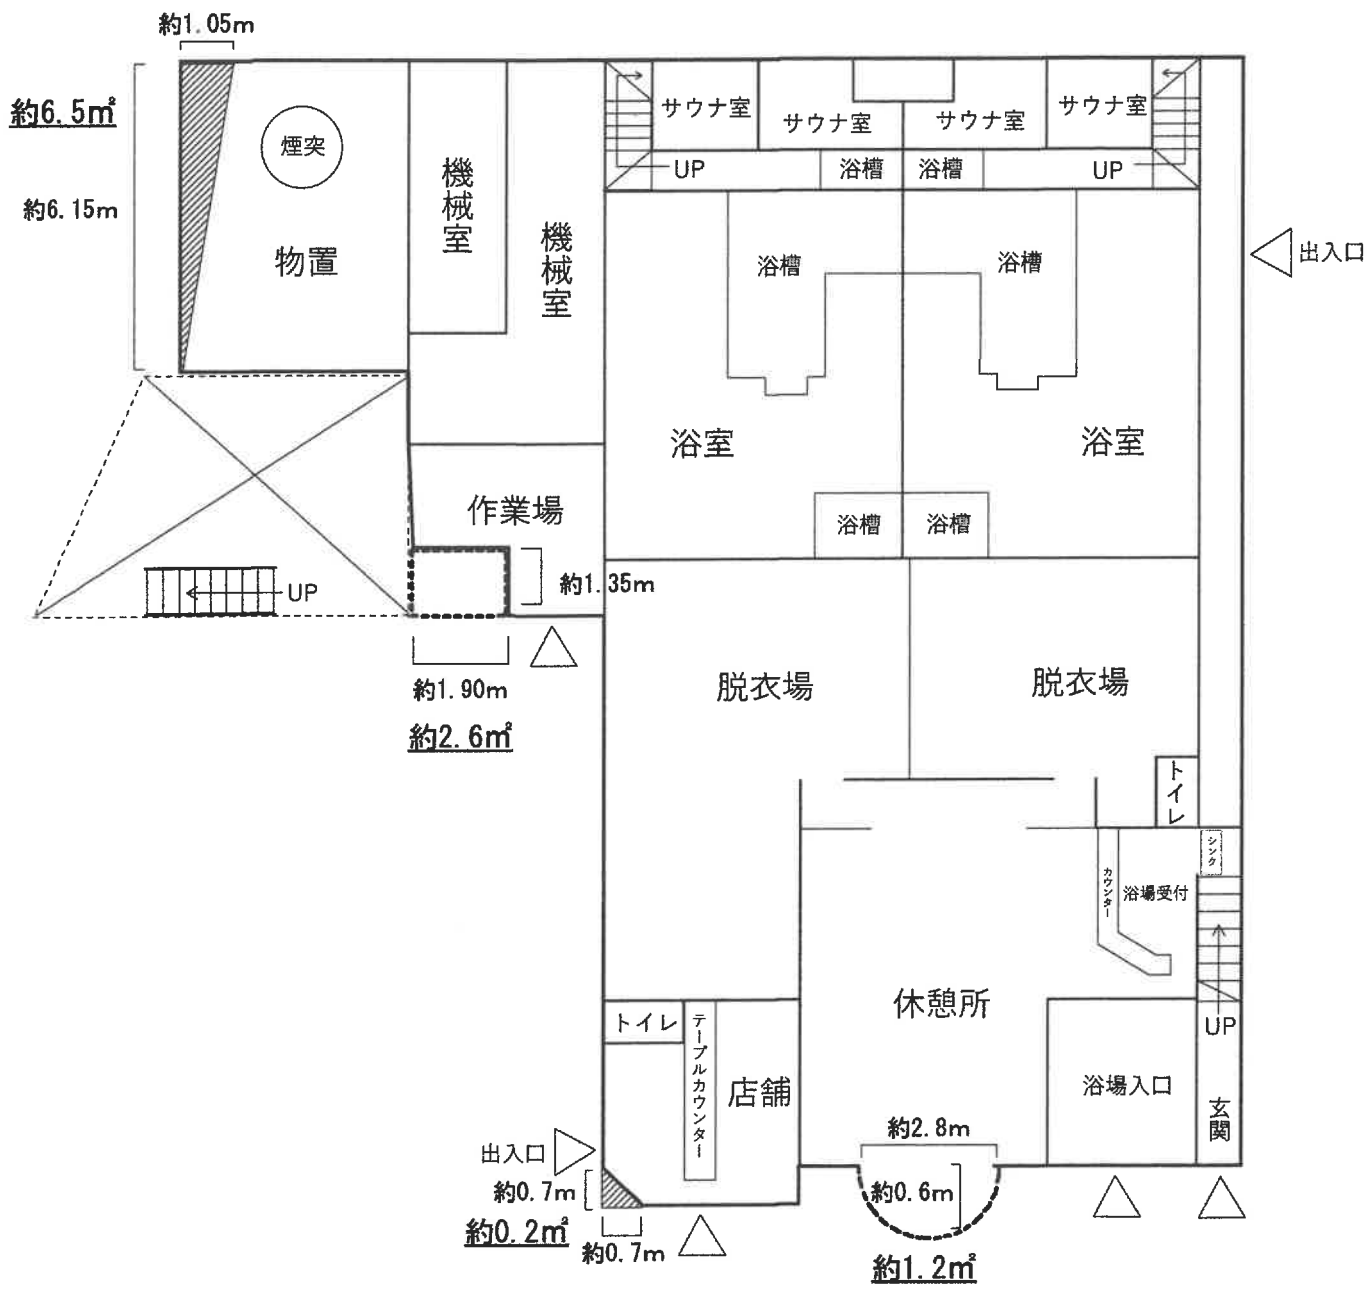 約1.05m
約6.5㎡
約6.15m
煙突
物置
機械室
機械室
サウナ室
サウナ室
サウナ室
サウナ室
UP
浴槽
浴槽
UP
浴槽
浴槽
出入口
浴室
浴室
作業場
浴槽
浴槽
約1.35m
UP
約1.90m
約2.6㎡
脱衣場
脱衣場
トイレ
シンク
カウンター
浴場受付
休憩所
UP
トイレ
テーブルカウンター
店舗
浴場入口
玄関
約2.8m
出入口
約0.7m
約0.6m
約0.2㎡
約0.7m
約1.2㎡